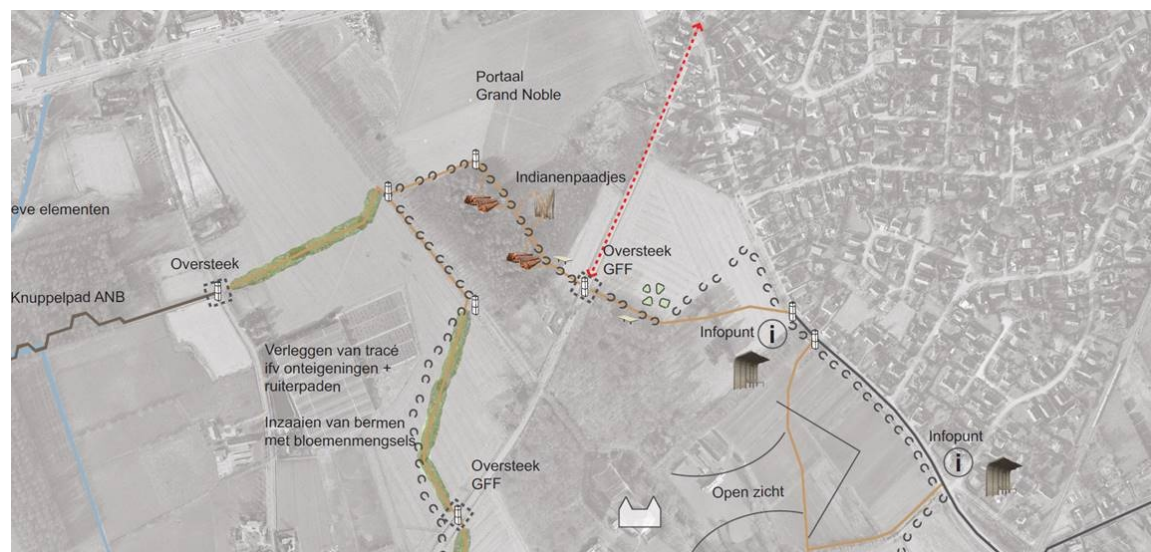 Portaal
Grand Noble
Indianenpaadjes
eve elementen
Oversteek
Oversteek
GFF
Knuppelpad ANB
Infopunt
i
Verleggen van tracé
ifv onteigeningen +
ruiterpaden
Inzaaien van bermen
met bloemenmengsels
Infopunt
i
Oversteek
GFF
Open zicht